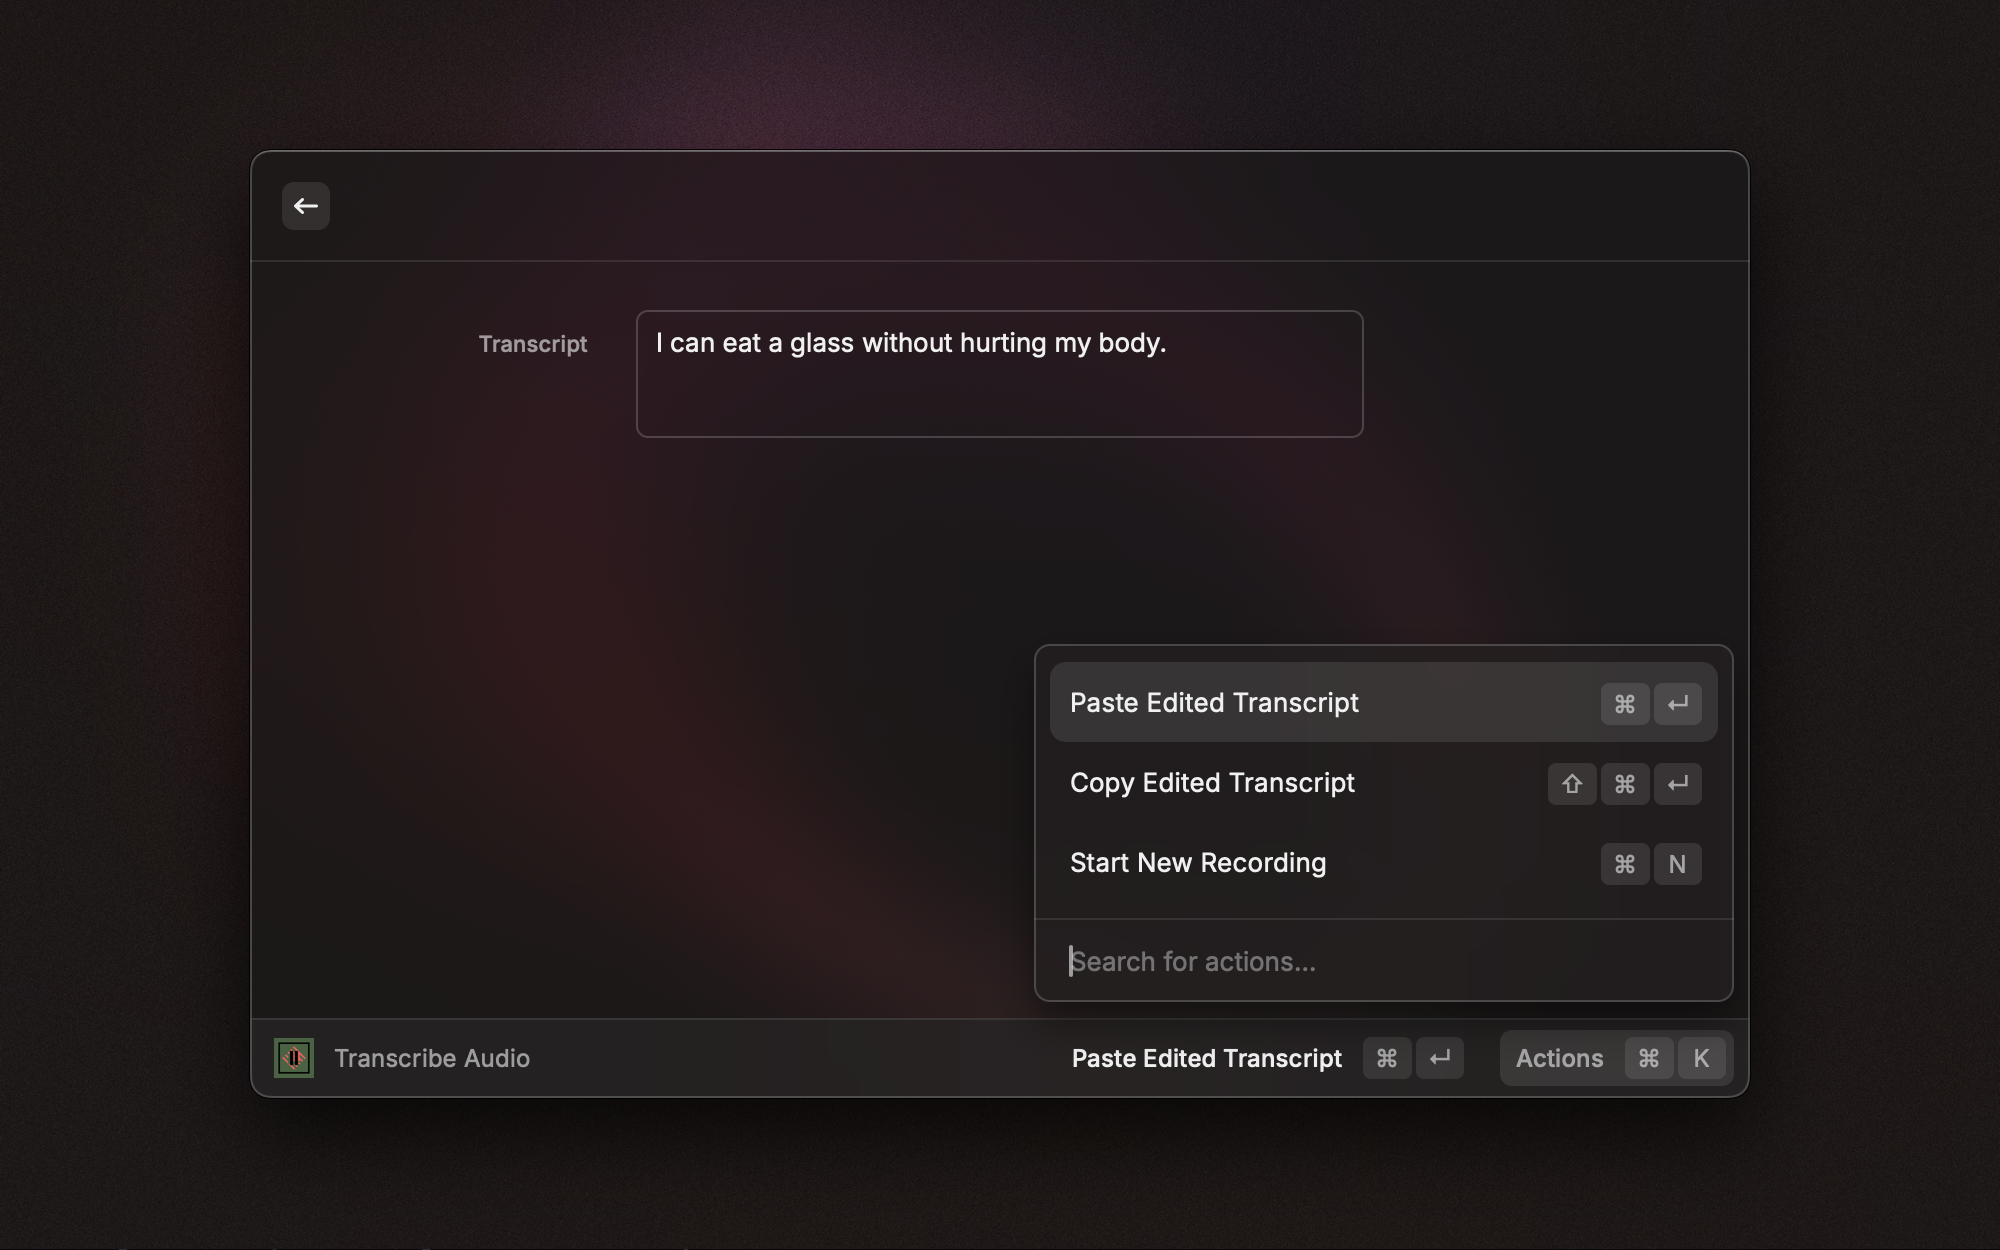 Transcript
I can eat a glass without hurting my body.
Paste Edited Transcript ⌘ ↵
Copy Edited Transcript ⇧ ⌘ ↵
Start New Recording ⌘ N
Search for actions...
Transcribe Audio
Paste Edited Transcript ⌘ ↵
Actions ⌘ K